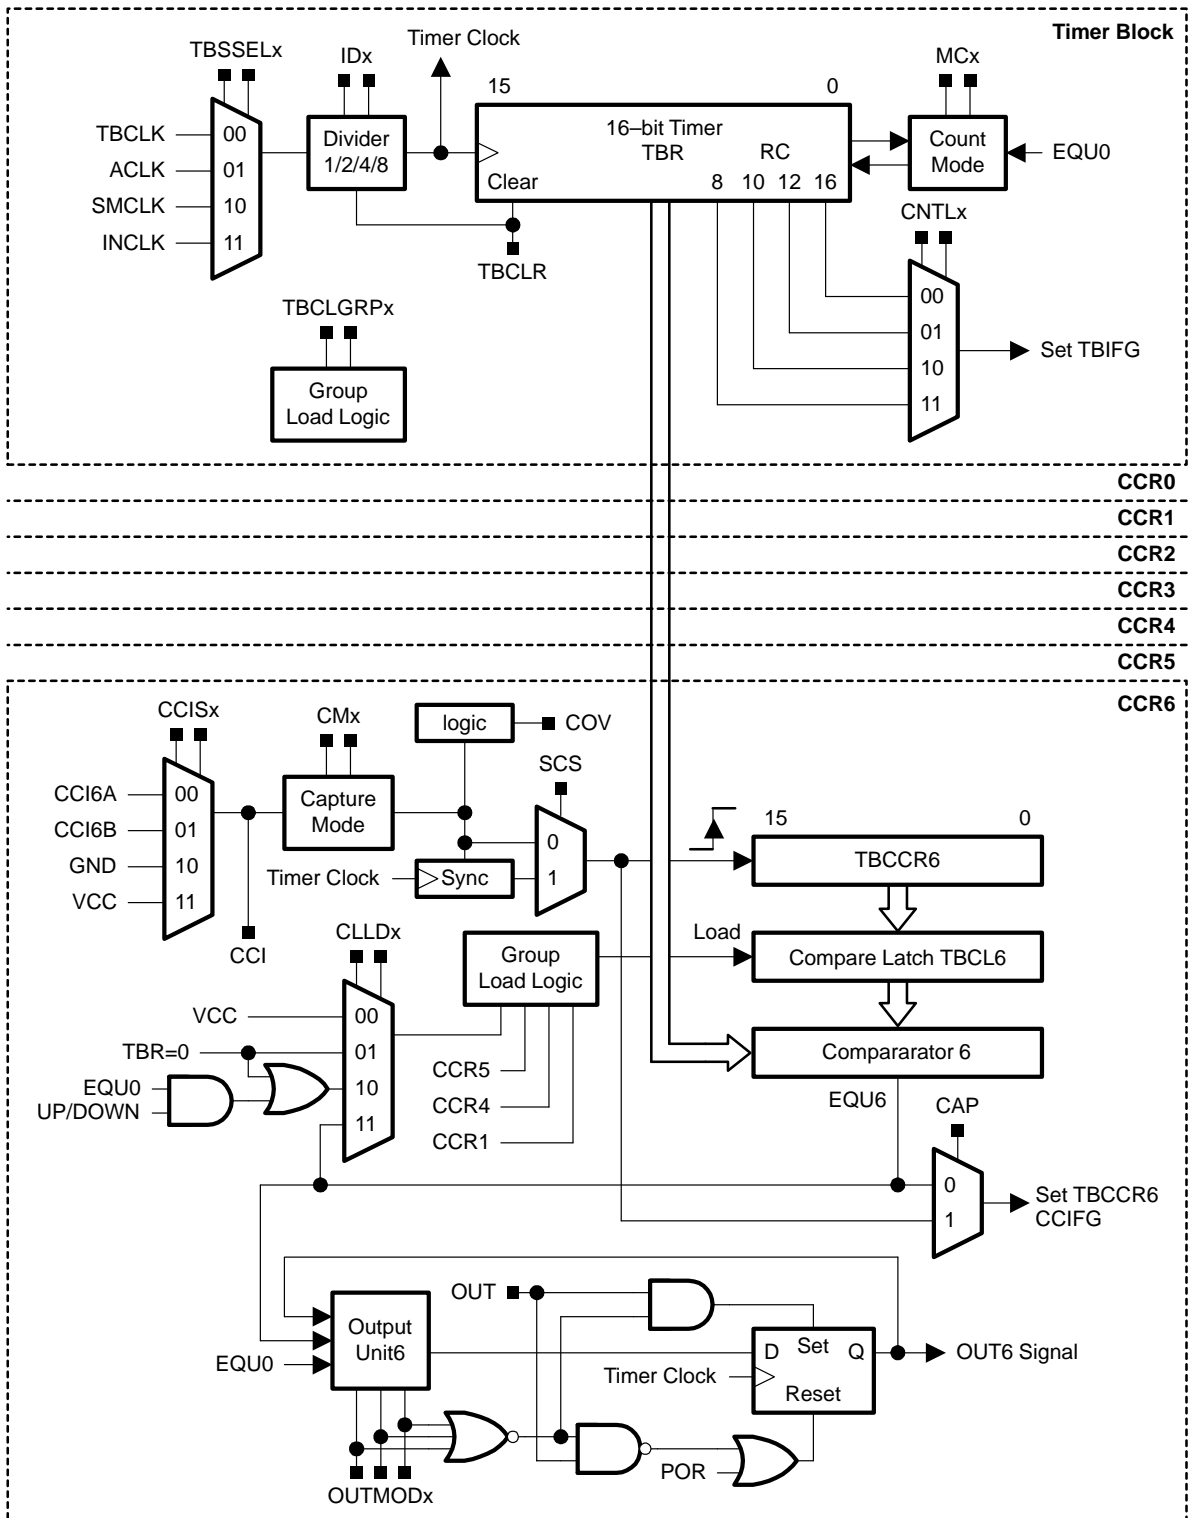 Timer Block
Timer Clock
TBSSELx
IDx
MCx
15
0
TBCLK
00
Divider
1/2/4/8
16–bit Timer
TBR
RC
Count
Mode
EQU0
ACLK
01
Clear
8
10
12
16
SMCLK
10
INCLK
11
TBCLR
CNTLx
TBCLGRPx
00
01
10
11
Set TBIFG
Group
Load Logic
CCR0
CCR1
CCR2
CCR3
CCR4
CCR5
CCR6
CCISx
CMx
logic
COV
SCS
CCI6A
00
CCI6B
01
GND
10
VCC
11
Capture
Mode
0
1
Timer Clock
Sync
15
0
TBCCR6
CCI
CLLDx
Group
Load Logic
Load
Compare Latch TBCL6
VCC
00
TBR=0
01
EQU0
10
UP/DOWN
11
CCR5
CCR4
CCR1
Compararator 6
EQU6
CAP
0
1
Set TBCCR6
CCIFG
OUT
Output
Unit6
EQU0
D
Set
Q
OUT6 Signal
Timer Clock
Reset
POR
OUTMODx